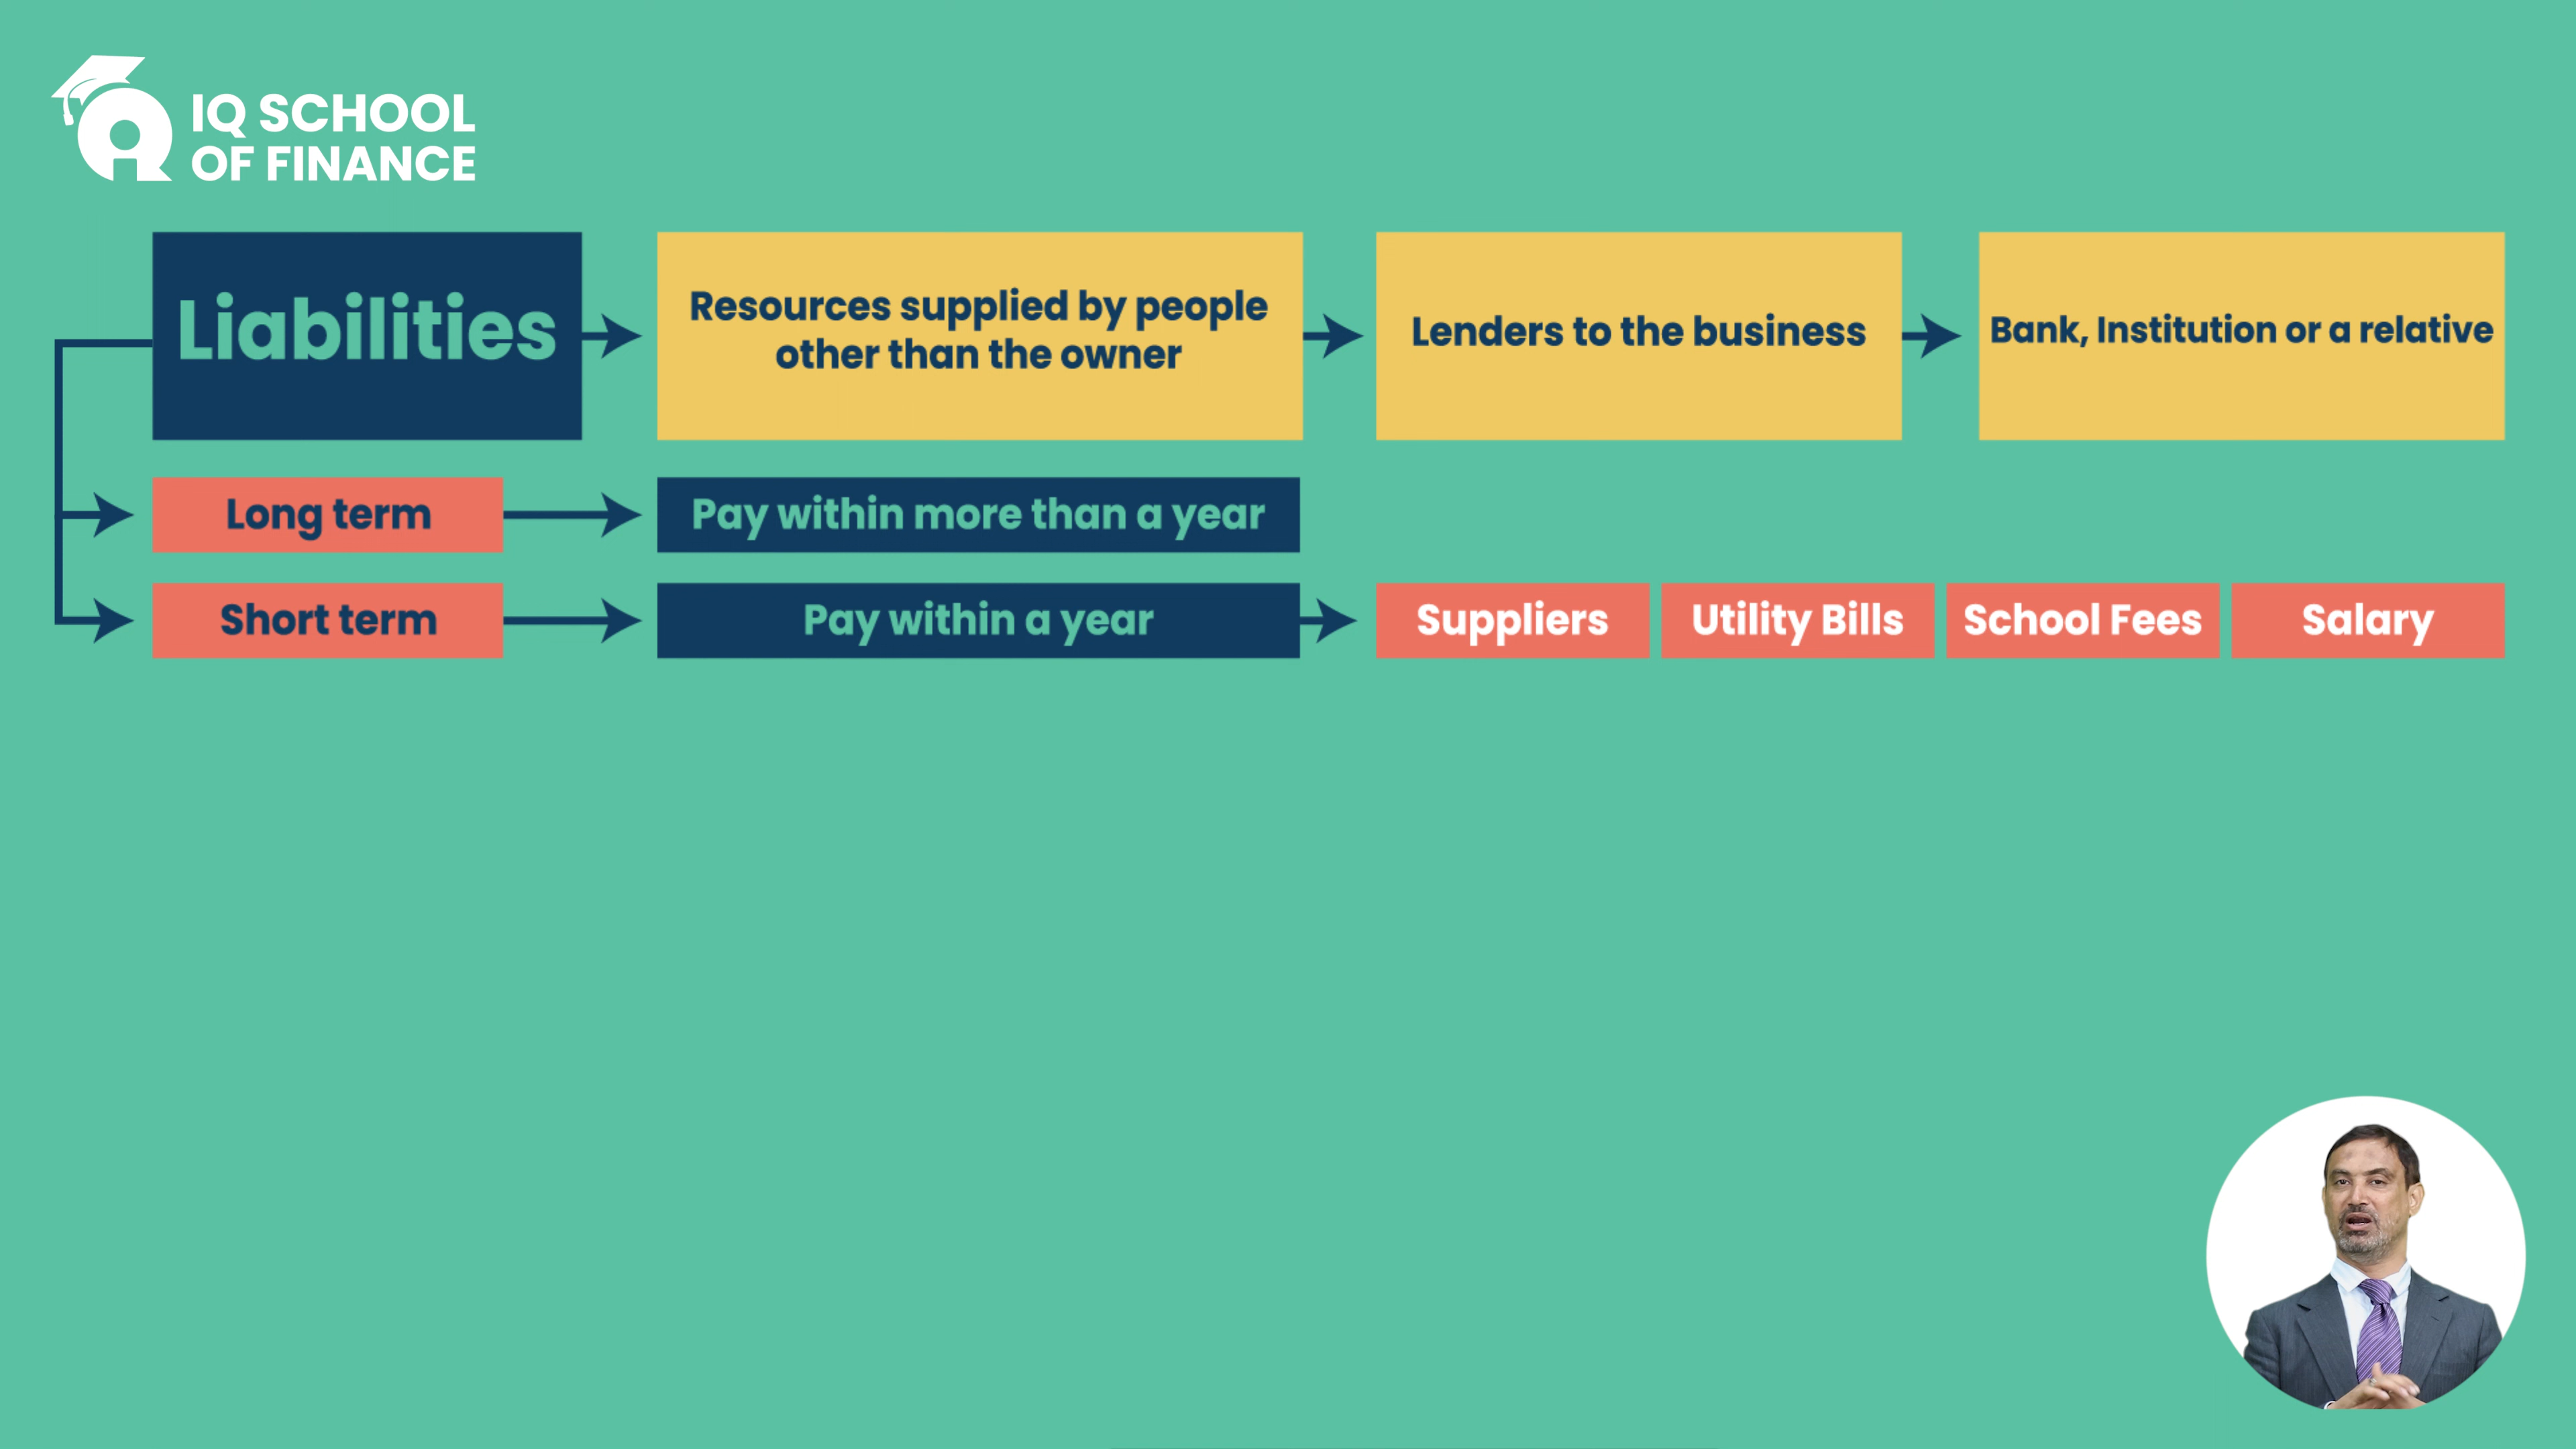 IQ SCHOOL
OF FINANCE
Liabilities
Resources supplied by people
other than the owner
Lenders to the business
Bank, Institution or a relative
Long term
Pay within more than a year
Short term
Pay within a year
Suppliers
Utility Bills
School Fees
Salary